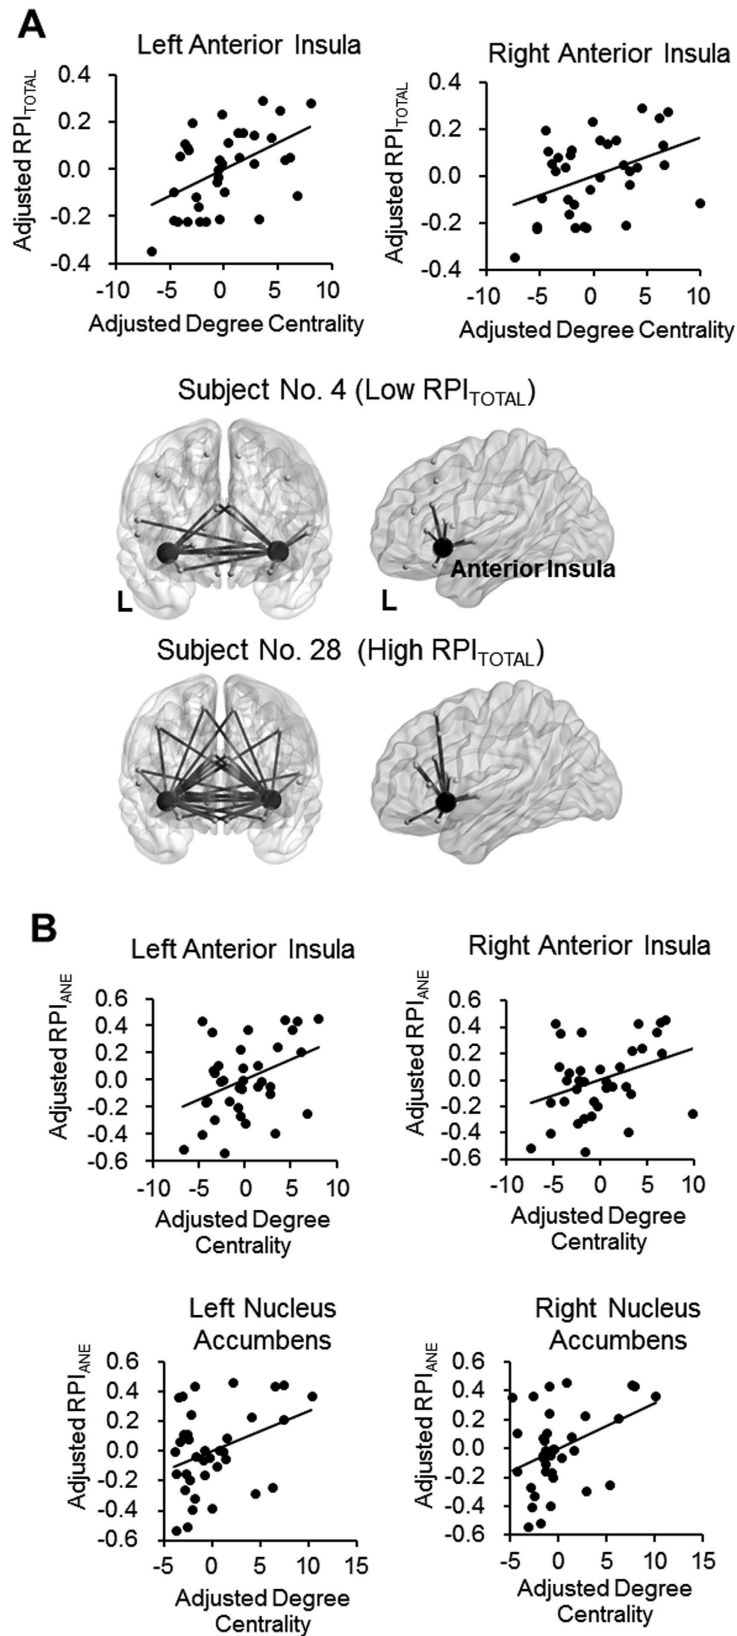 A
Left Anterior Insula
Right Anterior Insula
Adjusted RPI_TOTAL
0.4
0.2
0.0
-0.2
-0.4
-10
-5
0
5
10
Adjusted Degree Centrality
Adjusted RPI_TOTAL
0.4
0.2
0.0
-0.2
-0.4
-10
-5
0
5
10
Adjusted Degree Centrality
Subject No. 4 (Low RPI_TOTAL)
Anterior Insula
L
L
Subject No. 28 (High RPI_TOTAL)
B
Left Anterior Insula
Right Anterior Insula
Adjusted RPI_ANE
0.6
0.4
0.2
0.0
-0.2
-0.4
-0.6
-10
-5
0
5
10
Adjusted Degree
Centrality
Adjusted RPI_ANE
0.6
0.4
0.2
0.0
-0.2
-0.4
-0.6
-10
-5
0
5
10
Adjusted Degree
Centrality
Left Nucleus
Accumbens
Right Nucleus
Accumbens
Adjusted RPI_ANE
0.6
0.4
0.2
0.0
-0.2
-0.4
-0.6
-5
0
5
10
15
Adjusted Degree
Centrality
Adjusted RPI_ANE
0.6
0.4
0.2
0.0
-0.2
-0.4
-0.6
-5
0
5
10
15
Adjusted Degree
Centrality